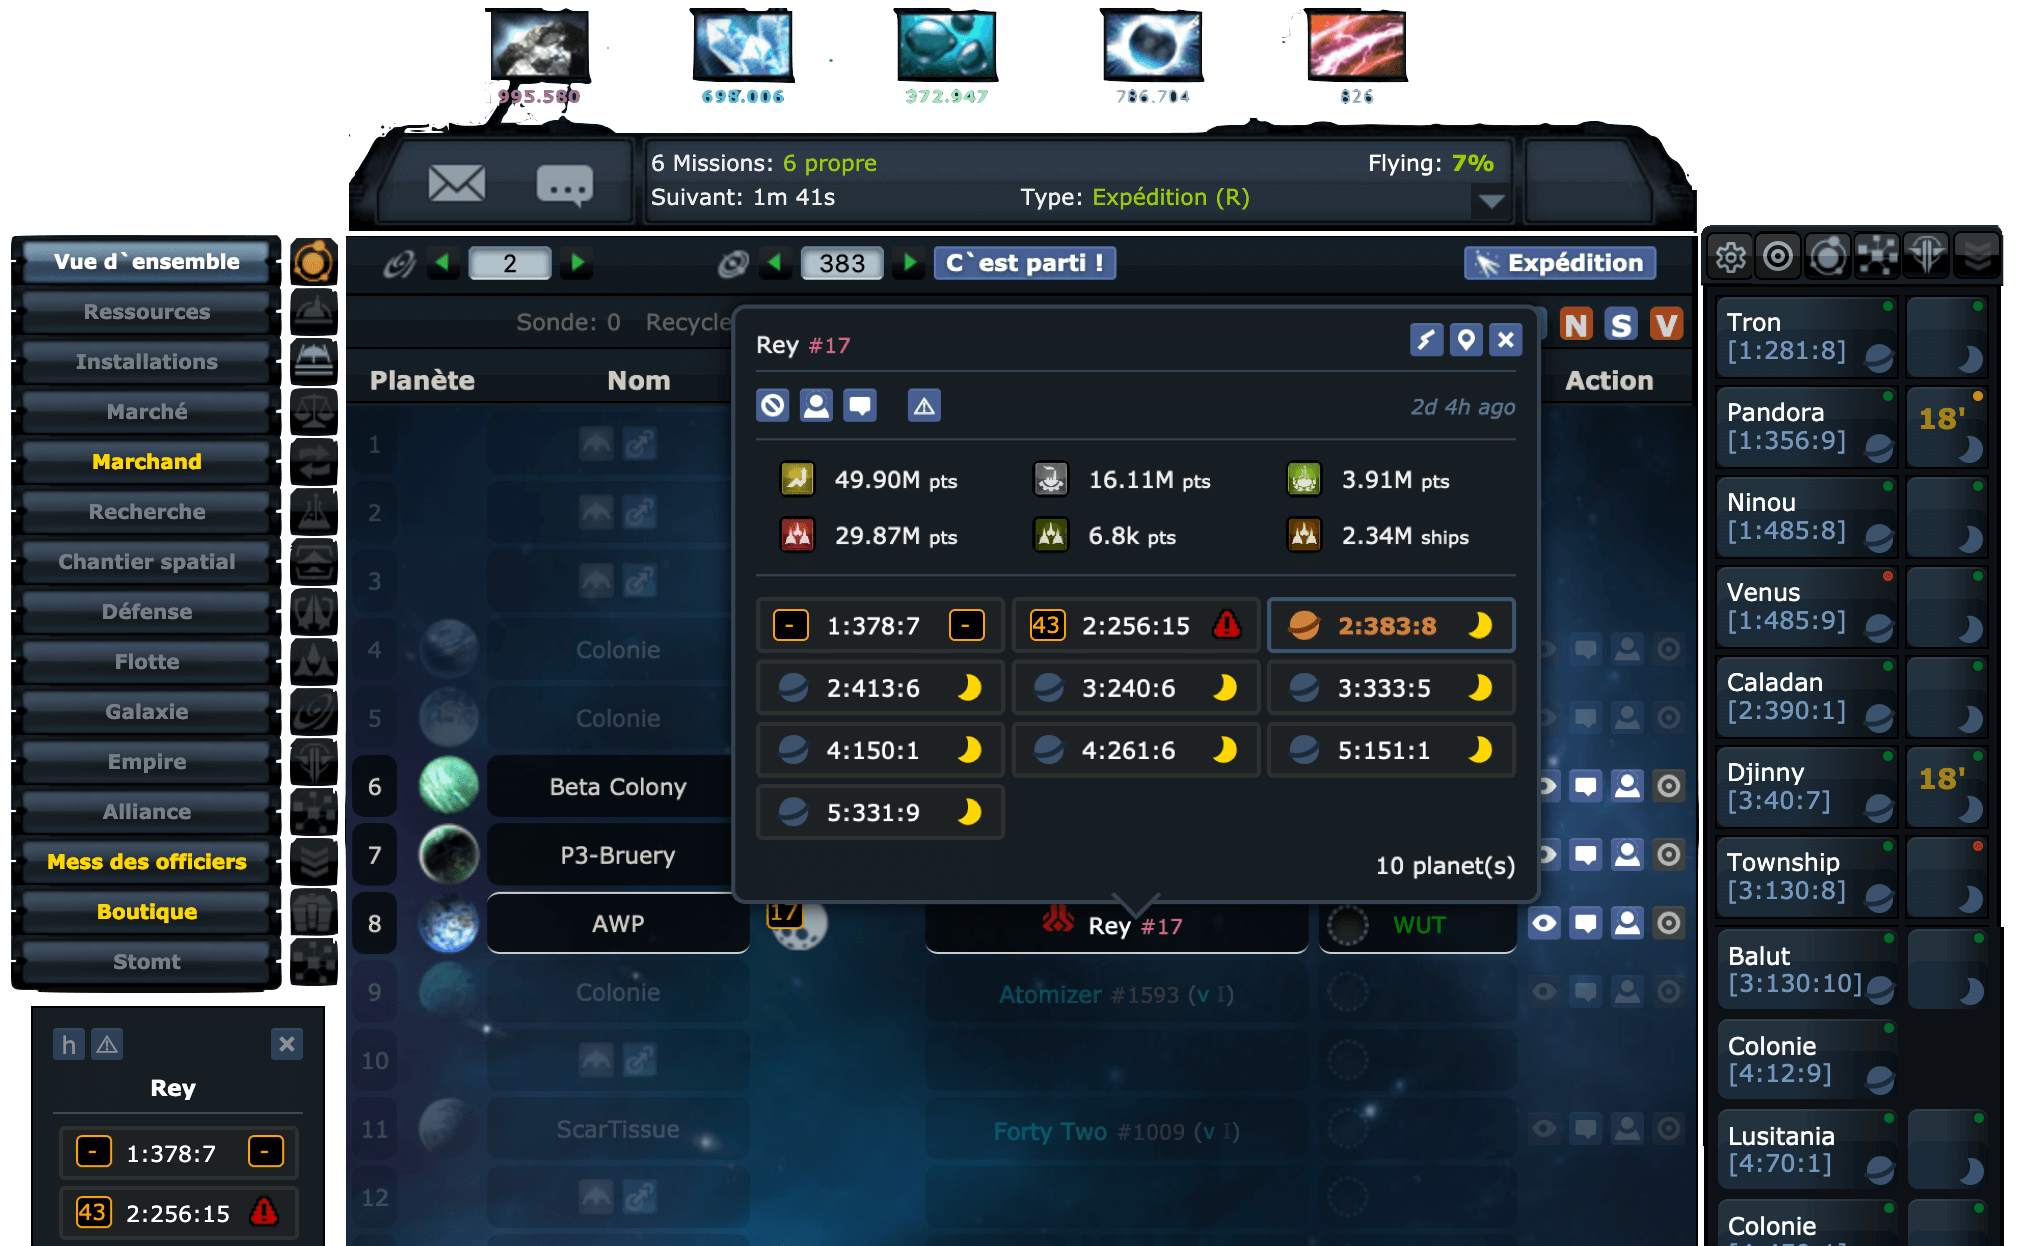 995.580
698.006
372.947
786.704
826
6 Missions: 6 propre
Flying: 7%
Suivant: 1m 41s
Type: Expédition (R)
Vue d`ensemble
Ressources
Installations
Marché
Marchand
Recherche
Chantier spatial
Défense
Flotte
Galaxie
Empire
Alliance
Mess des officiers
Boutique
Stomt
h
Rey
- 1:378:7 -
43 2:256:15
2
383
C`est parti !
Expédition
Sonde: 0 Recycle
N S V
Planète Nom Action
1
2
3
4 Colonie
5 Colonie
6 Beta Colony
7 P3-Bruery
8 AWP 17 Rey #17 WUT
9 Colonie Atomizer #1593 (v I)
10
11 ScarTissue Forty Two #1009 (v I)
12
Rey #17
2d 4h ago
49.90M pts 16.11M pts 3.91M pts
29.87M pts 6.8k pts 2.34M ships
- 1:378:7 - 43 2:256:15 2:383:8
2:413:6 3:240:6 3:333:5
4:150:1 4:261:6 5:151:1
5:331:9
10 planet(s)
Tron
[1:281:8]
Pandora 18'
[1:356:9]
Ninou
[1:485:8]
Venus
[1:485:9]
Caladan
[2:390:1]
Djinny 18'
[3:40:7]
Township
[3:130:8]
Balut
[3:130:10]
Colonie
[4:12:9]
Lusitania
[4:70:1]
Colonie